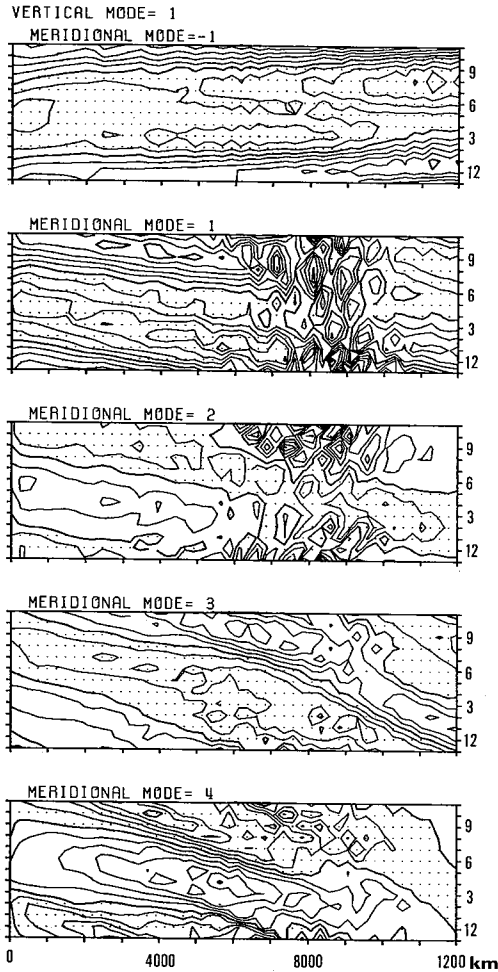 VERTICAL MODE= 1
MERIDIONAL MODE=-1
9
6
3
12
MERIDIONAL MODE= 1
9
6
3
12
MERIDIONAL MODE= 2
9
6
3
12
MERIDIONAL MODE= 3
9
6
3
12
MERIDIONAL MODE= 4
9
6
3
12
0 4000 8000 1200 km